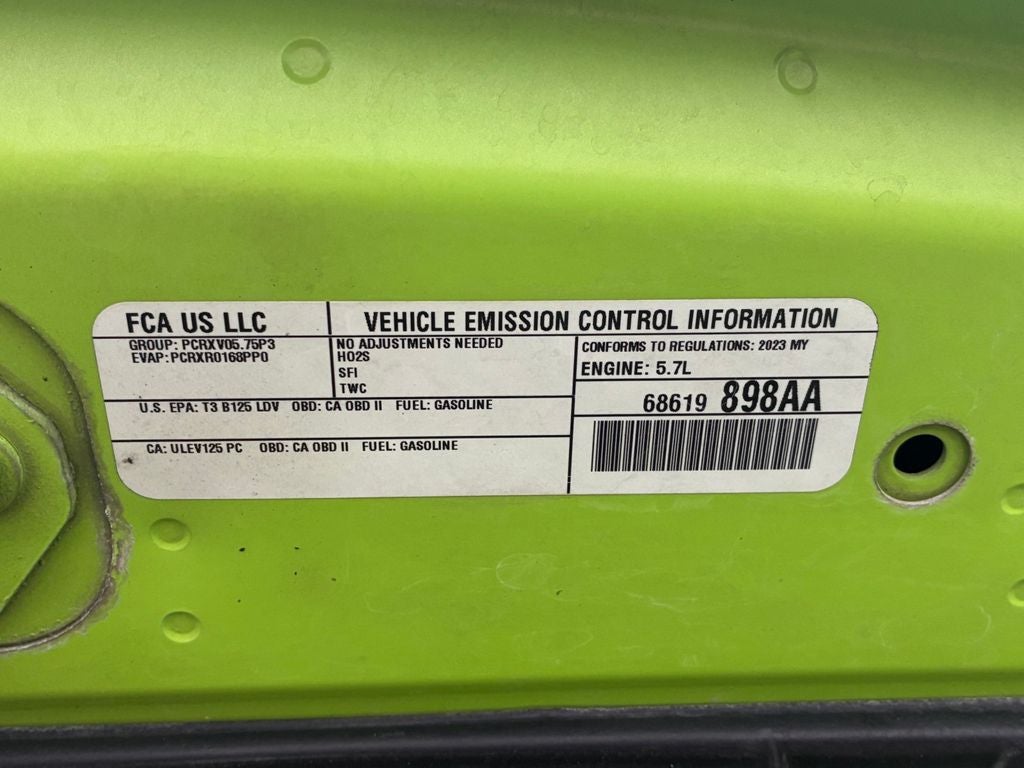 FCA US LLC
VEHICLE EMISSION CONTROL INFORMATION
GROUP: PCRXV05.75P3
EVAP: PCRXR0168PP0
NO ADJUSTMENTS NEEDED
HO2S
SFI
TWC
CONFORMS TO REGULATIONS: 2023 MY
ENGINE: 5.7L
68619 898AA
U.S. EPA: T3 B125 LDV OBD: CA OBD II FUEL: GASOLINE
CA: ULEV125 PC OBD: CA OBD II FUEL: GASOLINE